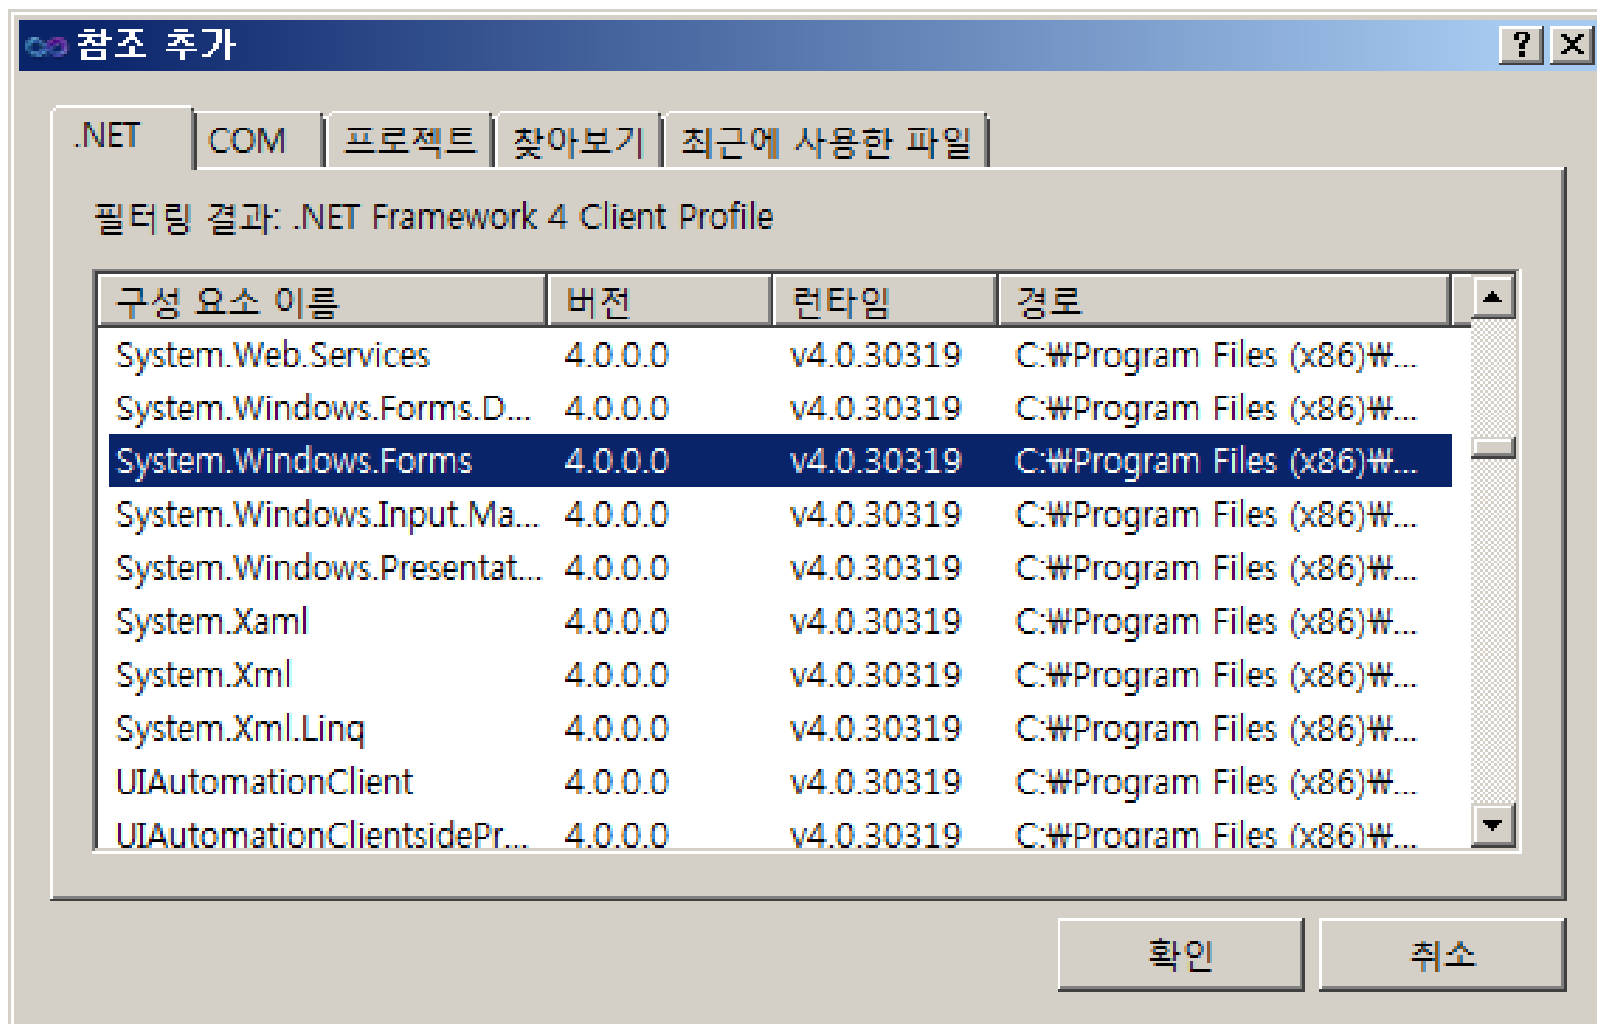 참조 추가
.NET COM 프로젝트 찾아보기 최근에 사용한 파일
필터링 결과: .NET Framework 4 Client Profile
구성 요소 이름 버전 런타임 경로
System.Web.Services 4.0.0.0 v4.0.30319 C:₩Program Files (x86)₩...
System.Windows.Forms.D... 4.0.0.0 v4.0.30319 C:₩Program Files (x86)₩...
System.Windows.Forms 4.0.0.0 v4.0.30319 C:₩Program Files (x86)₩...
System.Windows.Input.Ma... 4.0.0.0 v4.0.30319 C:₩Program Files (x86)₩...
System.Windows.Presentat... 4.0.0.0 v4.0.30319 C:₩Program Files (x86)₩...
System.Xaml 4.0.0.0 v4.0.30319 C:₩Program Files (x86)₩...
System.Xml 4.0.0.0 v4.0.30319 C:₩Program Files (x86)₩...
System.Xml.Linq 4.0.0.0 v4.0.30319 C:₩Program Files (x86)₩...
UIAutomationClient 4.0.0.0 v4.0.30319 C:₩Program Files (x86)₩...
UIAutomationClientsidePr... 4.0.0.0 v4.0.30319 C:₩Program Files (x86)₩...
확인 취소